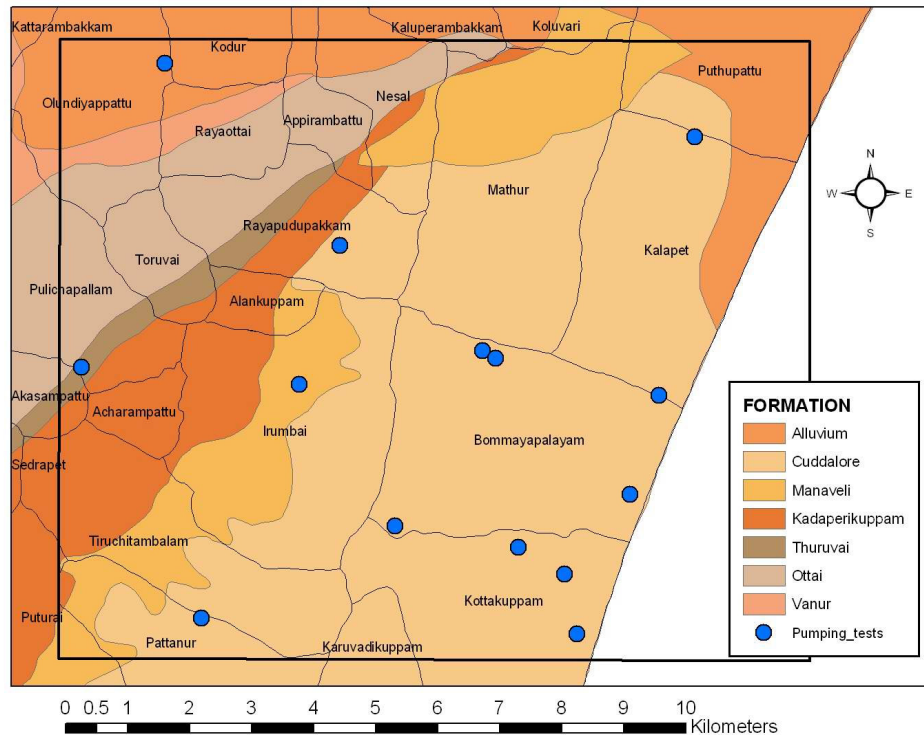 Kattarambakkam
Kodur
Kaluperambakkam
Koluvari
Puthupattu
Olundiyappattu
Nesal
Rayaottai
Appirambattu
Mathur
Rayapudupakkam
Kalapet
Toruvai
Pulichapallam
Alankuppam
Akasampattu
Acharampattu
Irumbai
Bommayapalayam
Sedrapet
Tiruchitambalam
Kottakuppam
Puturai
Pattanur
Karuvadikuppam
N
W
E
S
FORMATION
Alluvium
Cuddalore
Manaveli
Kadaperikuppam
Thuruvai
Ottai
Vanur
Pumping_tests
0 0.5 1 2 3 4 5 6 7 8 9 10
Kilometers